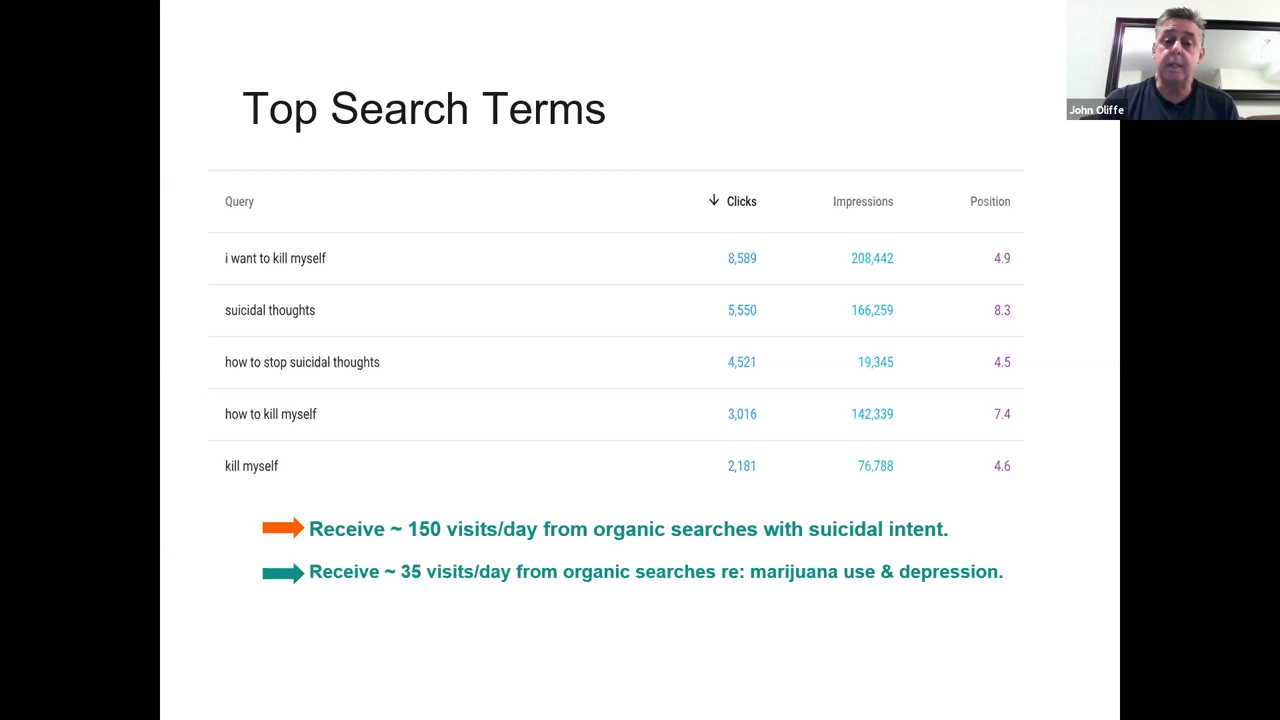 John Oliffe
Top Search Terms
Query ↓ Clicks Impressions Position
i want to kill myself 8,589 208,442 4.9
suicidal thoughts 5,550 166,259 8.3
how to stop suicidal thoughts 4,521 19,345 4.5
how to kill myself 3,016 142,339 7.4
kill myself 2,181 76,788 4.6
Receive ~ 150 visits/day from organic searches with suicidal intent.
Receive ~ 35 visits/day from organic searches re: marijuana use & depression.